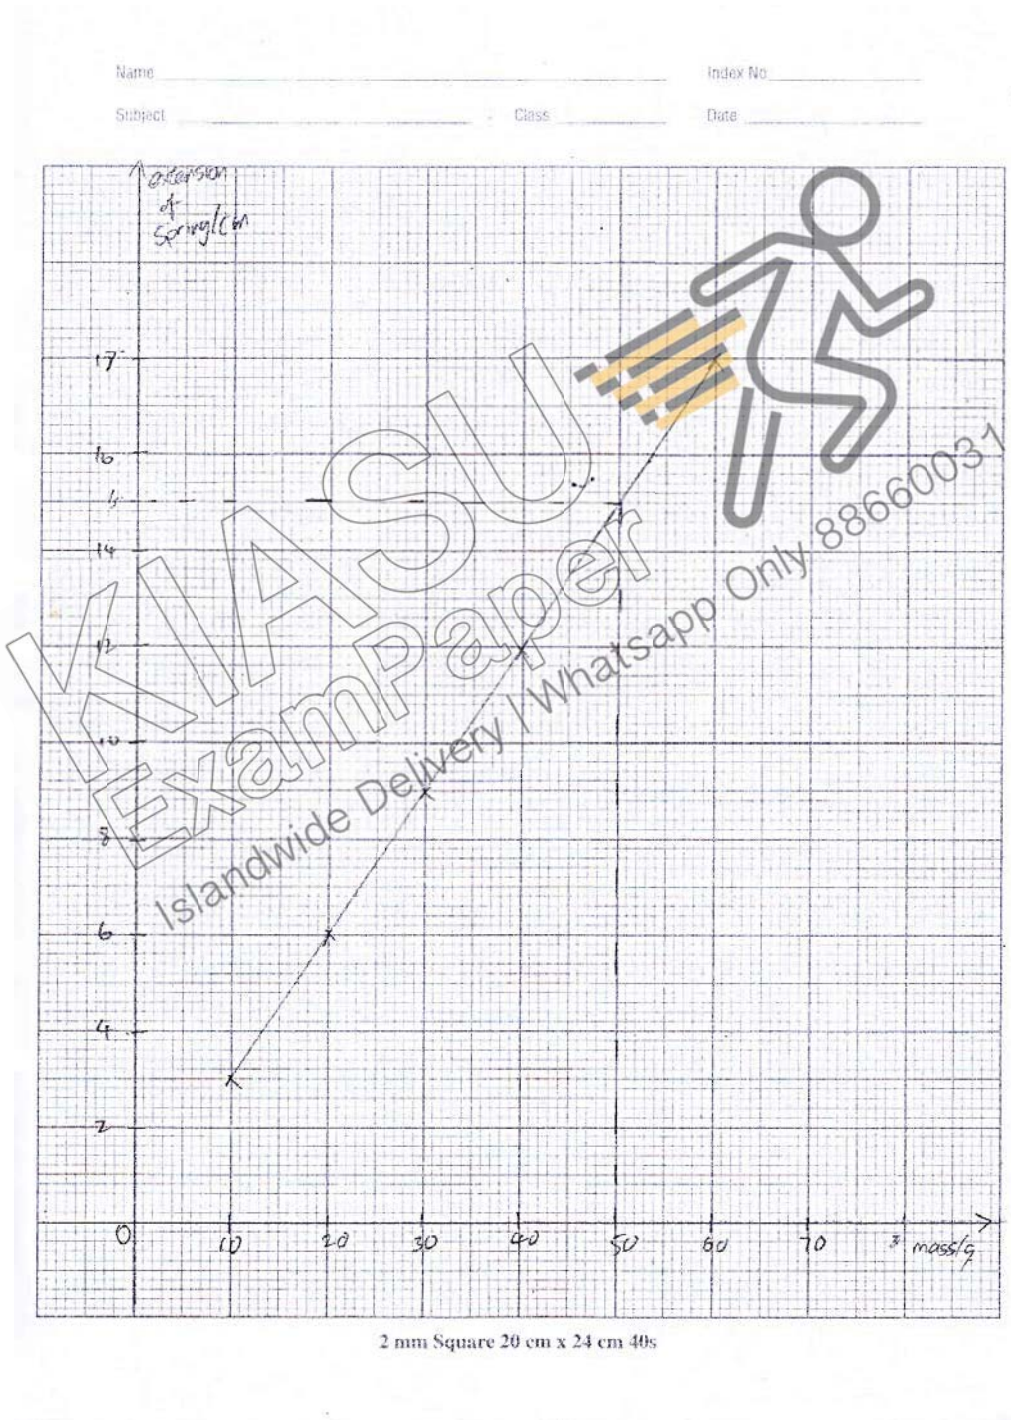 Name
Index No.
Subject
Class
Date
extension
of
Spring/cm
17
16
15
14
12
10
8
6
4
2
0 10 20 30 40 50 60 70 mass/g
KIASU
ExamPaper
Islandwide Delivery | Whatsapp Only 88660031
2 mm Square 20 cm x 24 cm 40s